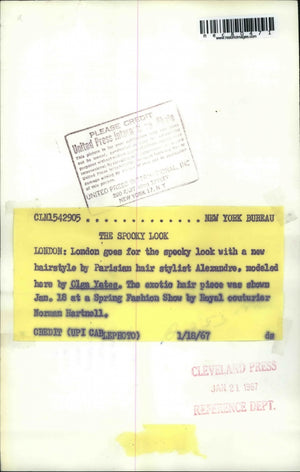 PLEASE CREDIT
United Press
UNITED PRESS INTERNATIONAL, INC
NEW YORK 17, N.Y.
CLM1542905 . . . . . . . . . . . . . . . NEW YORK BUREAU
THE SPOOKY LOOK
LONDON: London goes for the spooky look with a new
hairstyle by Parisian hair stylist Alexandre, modeled
here by Clem Yates. The exotic hair piece was shown
Jan. 18 at a Spring Fashion Show by Royal couturier
Norman Hartnell.
CREDIT (UPI CABLEPHOTO) 1/18/67 ds
CLEVELAND PRESS
JAN 21 1967
REFERENCE DEPT.